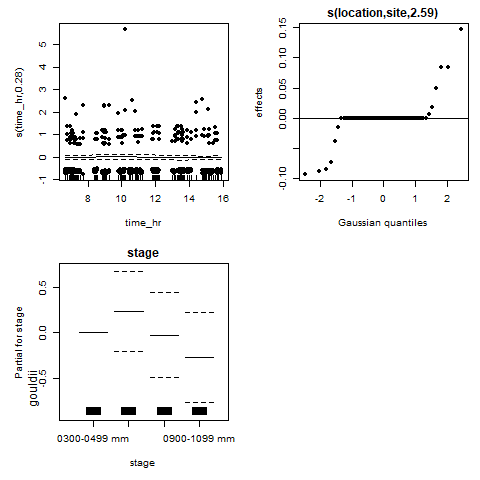 s(time_hr,0.28)
5
4
3
2
1
0
-1
8 10 12 14 16
time_hr
s(location,site,2.59)
effects
0.15
0.10
0.05
0.00
-0.10
-2 -1 0 1 2
Gaussian quantiles
stage
gouldii
Partial for stage
0.5
0.0
-0.5
0300-0499 mm 0900-1099 mm
stage